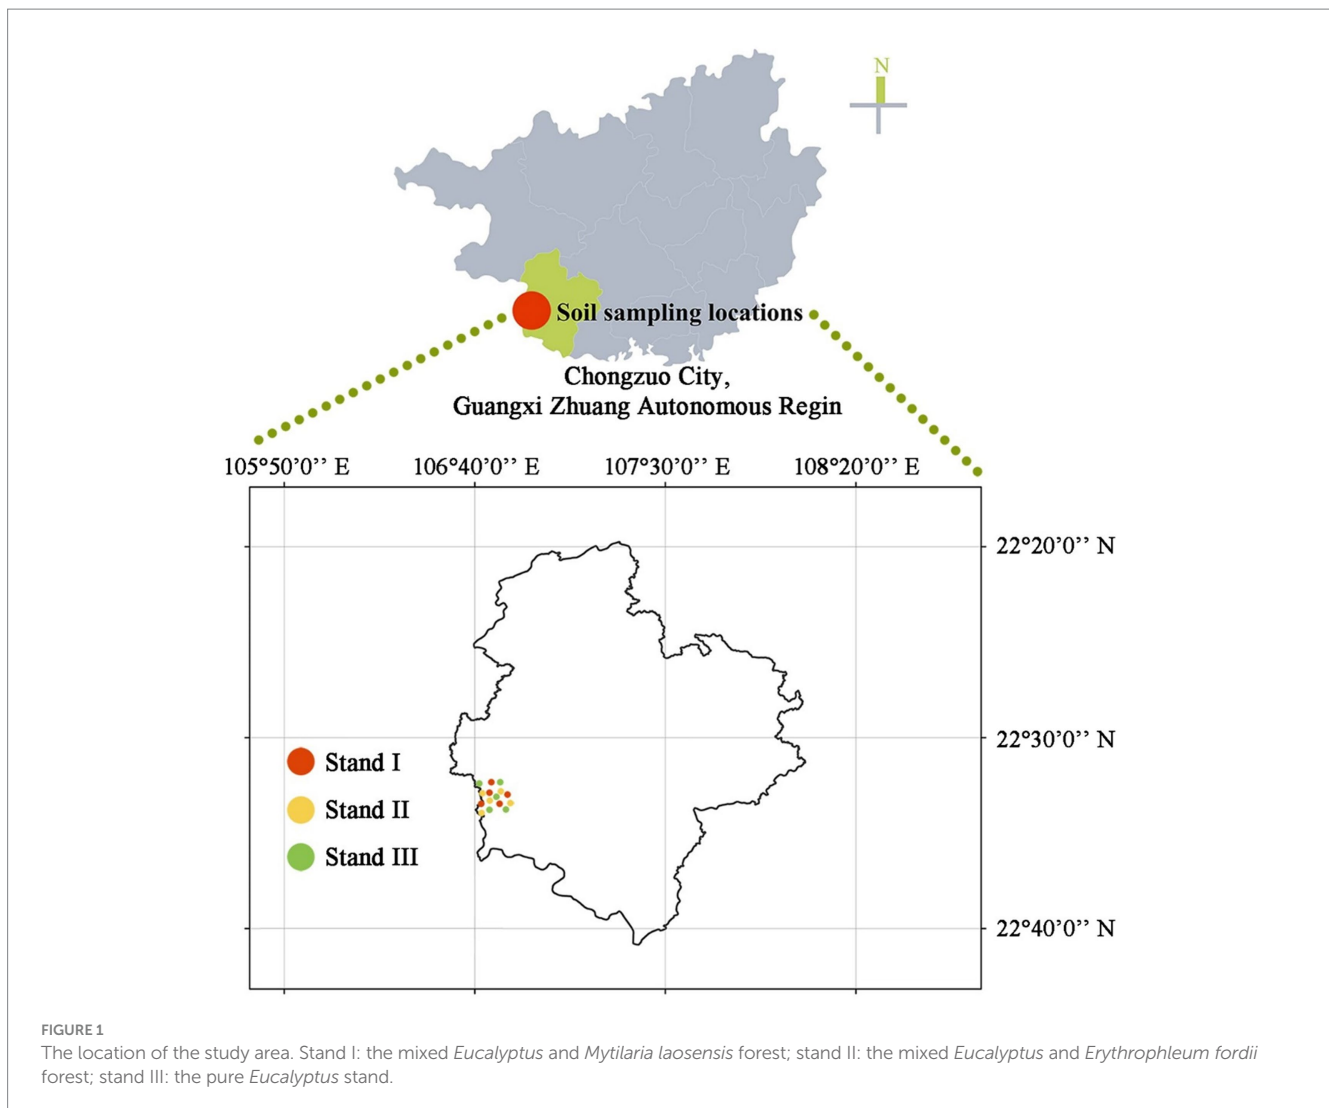 N
Soil sampling locations
Chongzuo City,
Guangxi Zhuang Autonomous Regin
105°50'0'' E 106°40'0'' E 107°30'0'' E 108°20'0'' E
22°20'0'' N
22°30'0'' N
Stand I
Stand II
Stand III
22°40'0'' N
FIGURE 1
The location of the study area. Stand I: the mixed Eucalyptus and Mytilaria laosensis forest; stand II: the mixed Eucalyptus and Erythrophleum fordii
forest; stand III: the pure Eucalyptus stand.